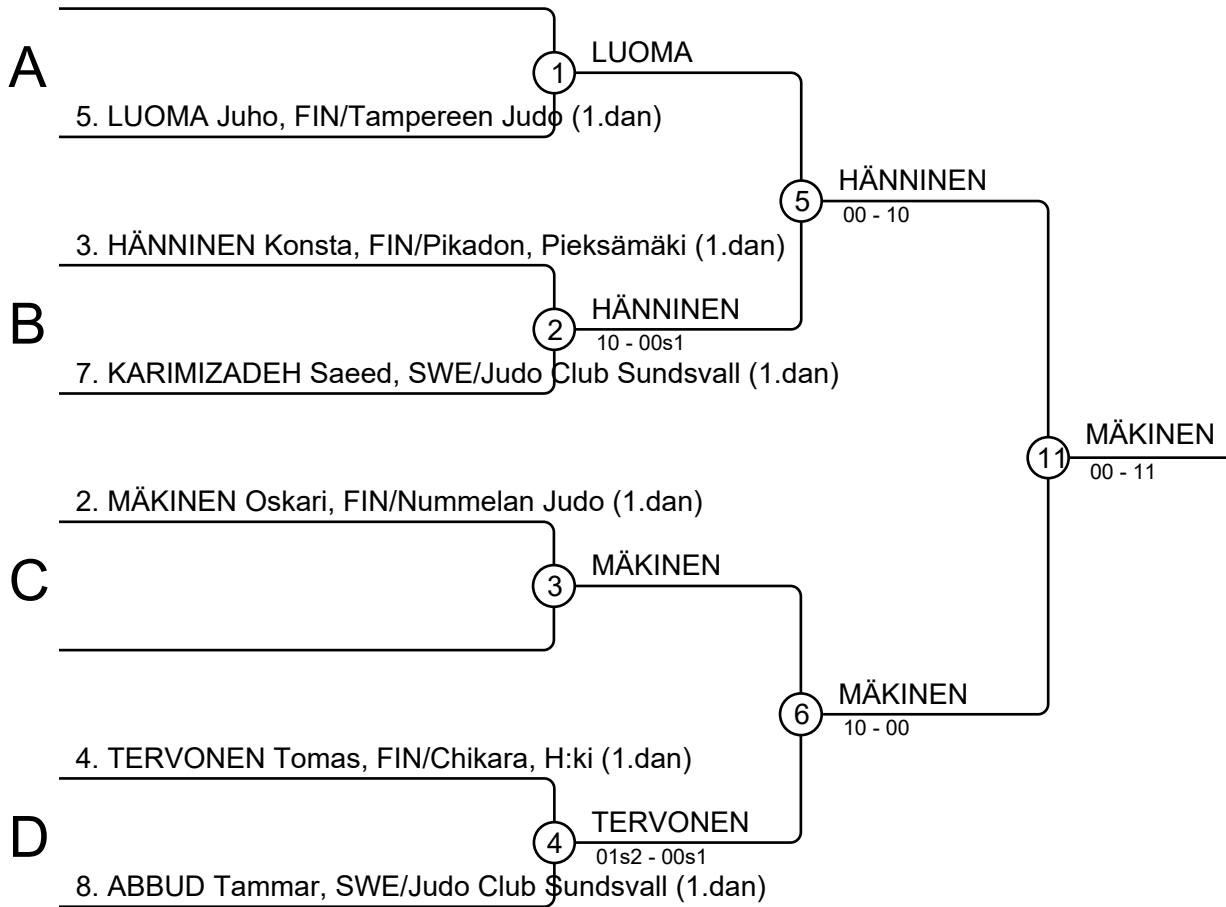 A
1
LUOMA
5. LUOMA Juho, FIN/Tampereen Judo (1.dan)
5
HÄNNINEN
00 - 10
3. HÄNNINEN Konsta, FIN/Pikadon, Pieksämäki (1.dan)
B
2
HÄNNINEN
10 - 00s1
7. KARIMIZADEH Saeed, SWE/Judo Club Sundsvall (1.dan)
11
MÄKINEN
00 - 11
2. MÄKINEN Oskari, FIN/Nummelan Judo (1.dan)
C
3
MÄKINEN
6
MÄKINEN
10 - 00
4. TERVONEN Tomas, FIN/Chikara, H:ki (1.dan)
D
4
TERVONEN
01s2 - 00s1
8. ABBUD Tammar, SWE/Judo Club Sundsvall (1.dan)